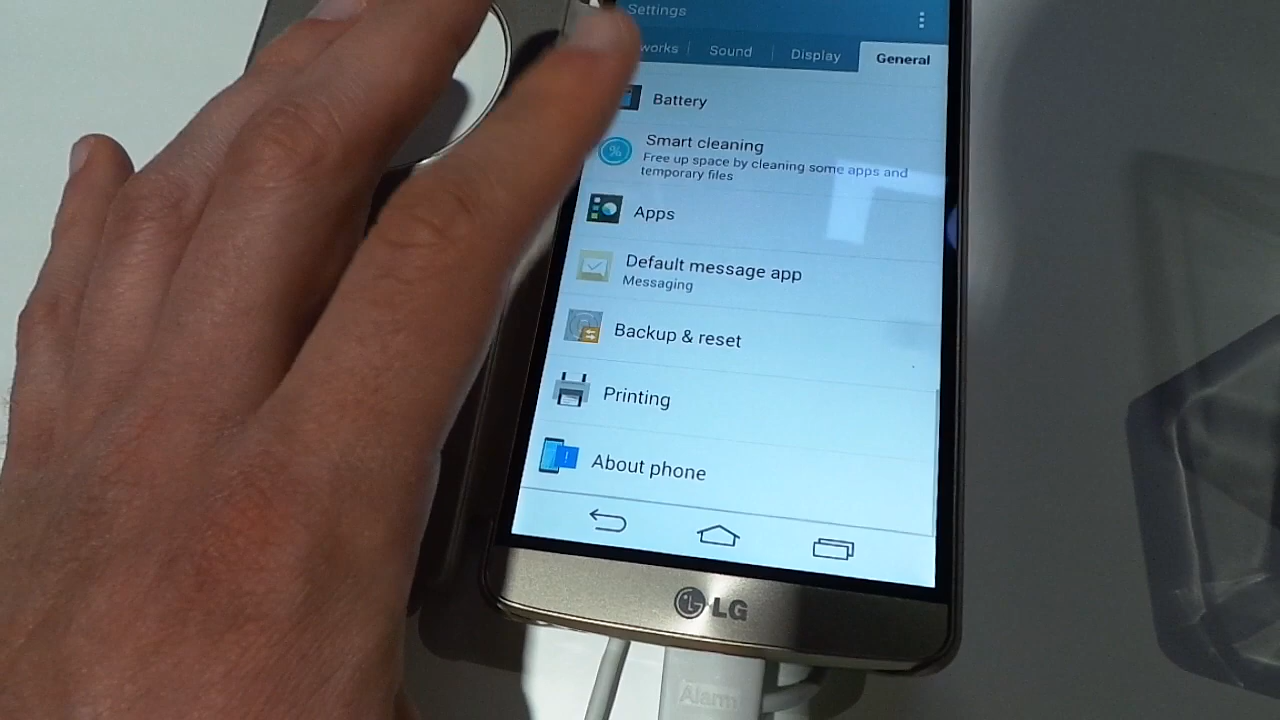 Settings
works
Sound
Display
General
Battery
Smart cleaning
Free up space by cleaning some apps and
temporary files
Apps
Default message app
Messaging
Backup & reset
Printing
About phone
LG
Alarm